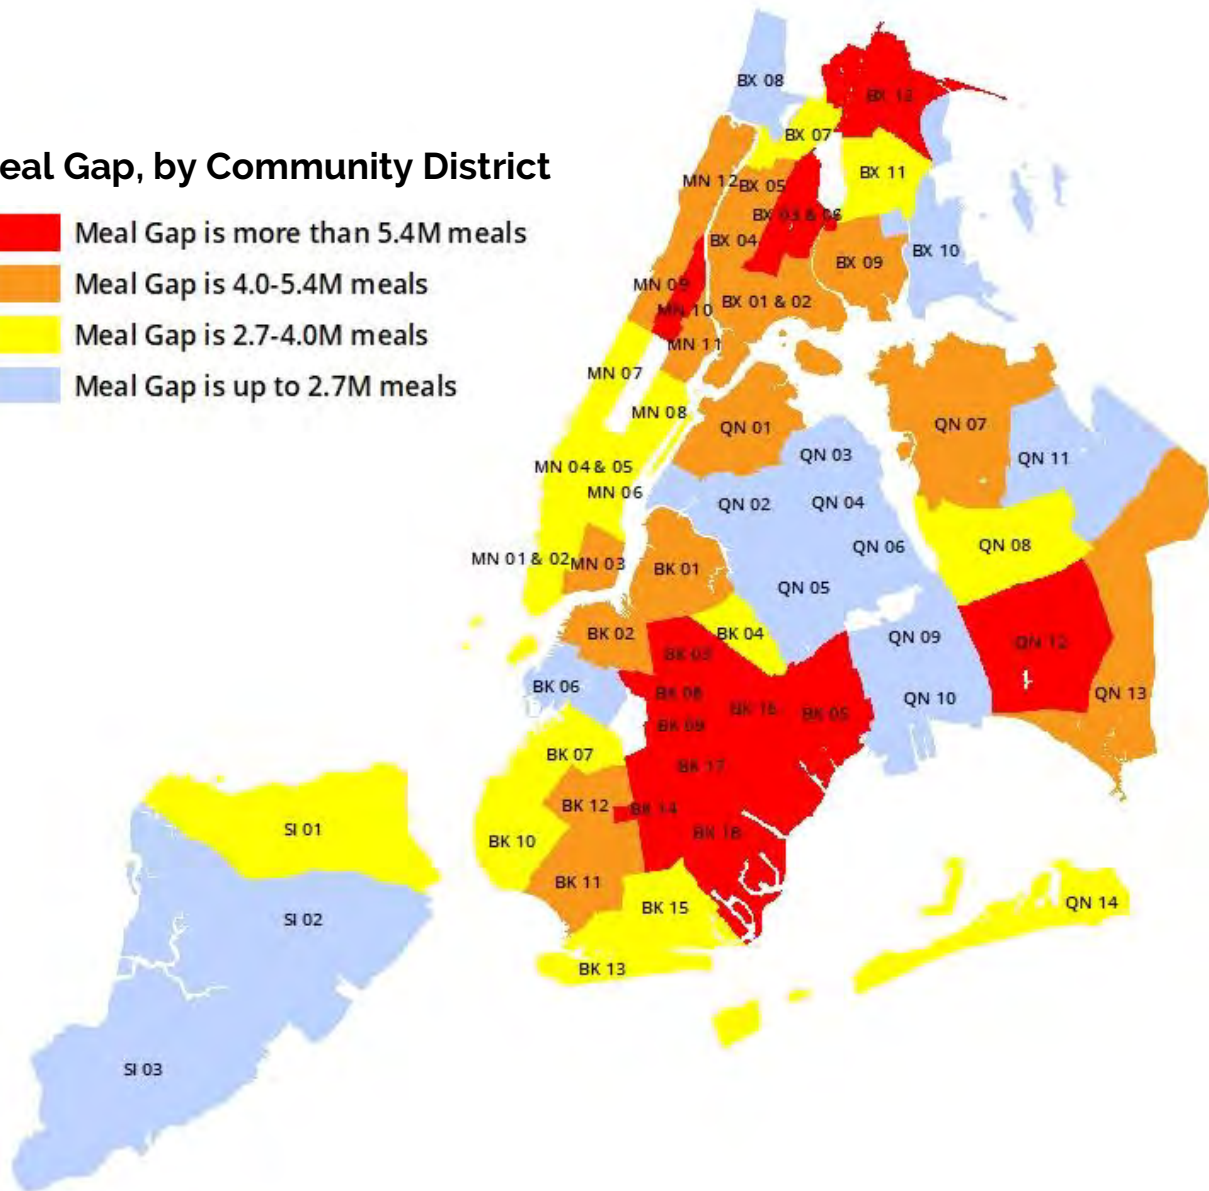 eal Gap, by Community District
Meal Gap is more than 5.4M meals
Meal Gap is 4.0-5.4M meals
Meal Gap is 2.7-4.0M meals
Meal Gap is up to 2.7M meals
BX 08
BX 12
BX 07
BX 11
MN 12
BX 05
BX 03 & 06
BX 04
BX 10
BX 09
MN 09
MN 10
BX 01 & 02
MN 11
MN 07
MN 08
QN 01
QN 07
QN 03
QN 11
MN 04 & 05
MN 06
QN 02
QN 04
QN 06
QN 08
MN 01 & 02
MN 03
BK 01
QN 05
BK 02
BK 04
QN 09
QN 12
BK 03
BK 06
BK 08
QN 10
QN 13
BK 16
BK 05
BK 09
BK 07
BK 17
BK 12
BK 14
SI 01
BK 10
BK 18
BK 11
QN 14
BK 15
SI 02
BK 13
SI 03